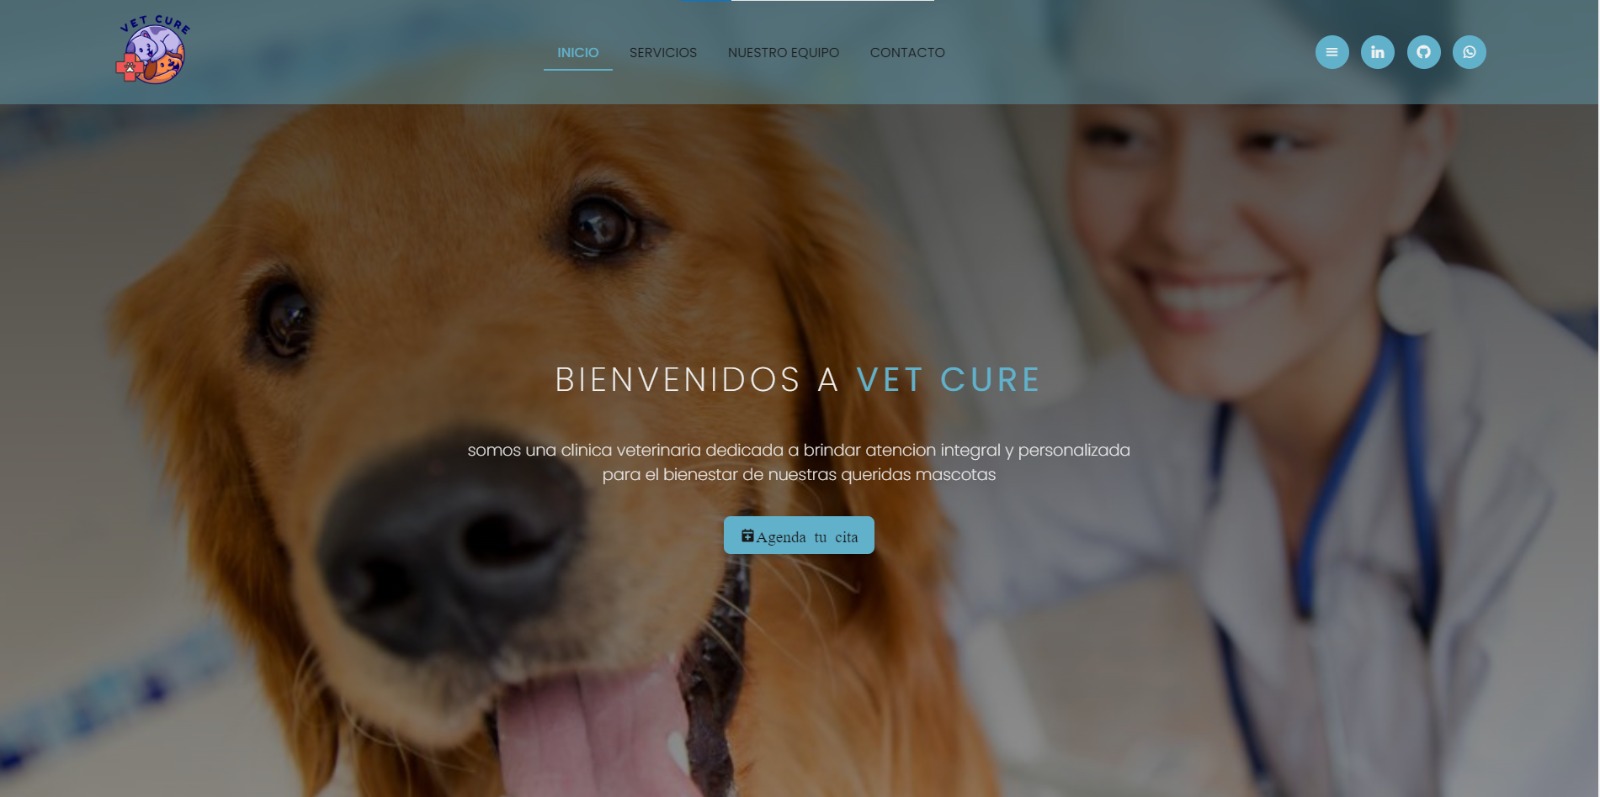 VET CURE
INICIO SERVICIOS NUESTRO EQUIPO CONTACTO
in
BIENVENIDOS A VET CURE
somos una clinica veterinaria dedicada a brindar atencion integral y personalizada
para el bienestar de nuestras queridas mascotas
Agenda tu cita